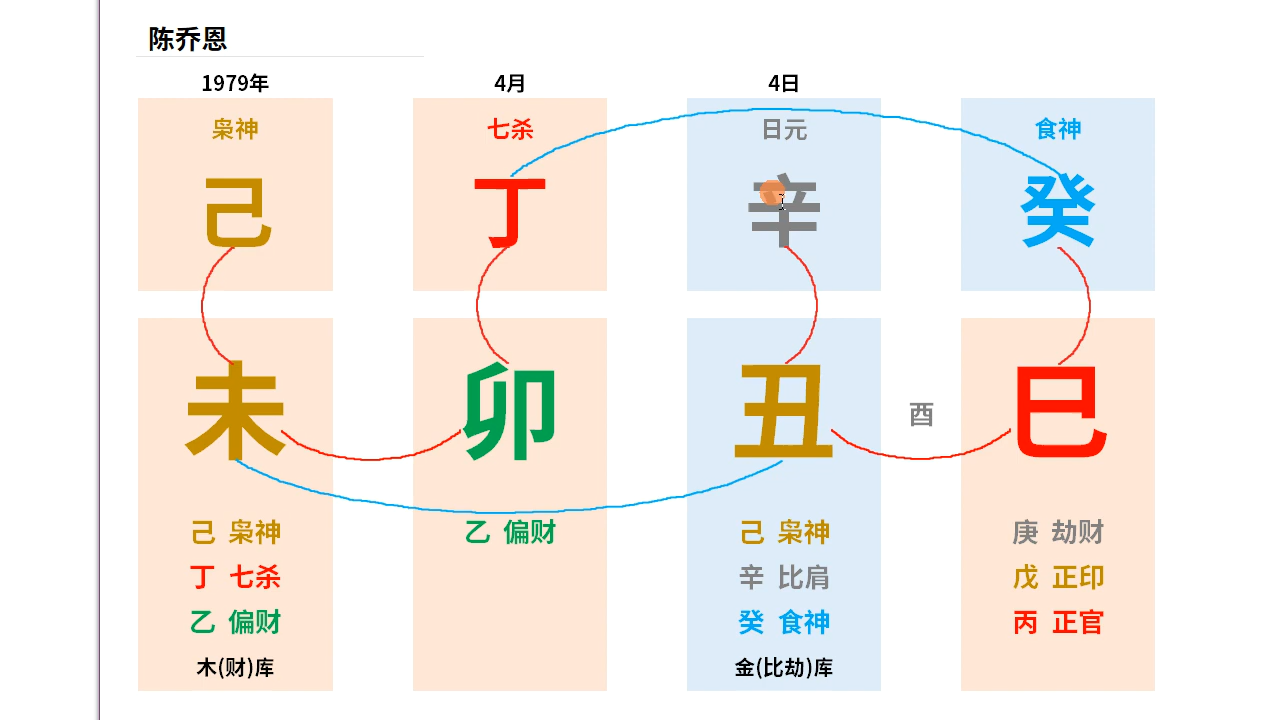 陈乔恩
1979年 4月 4日
枭神 七杀 日元 食神
己 丁 辛 癸
未 卯 丑 酉 巳
己 枭神 乙 偏财 己 枭神 庚 劫财
丁 七杀 辛 比肩 戊 正印
乙 偏财 癸 食神 丙 正官
木(财)库 金(比劫)库